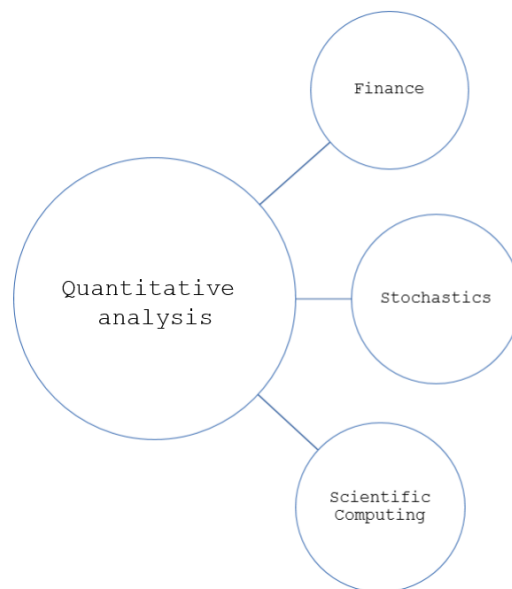 Finance
Quantitative
analysis
Stochastics
Scientific
Computing